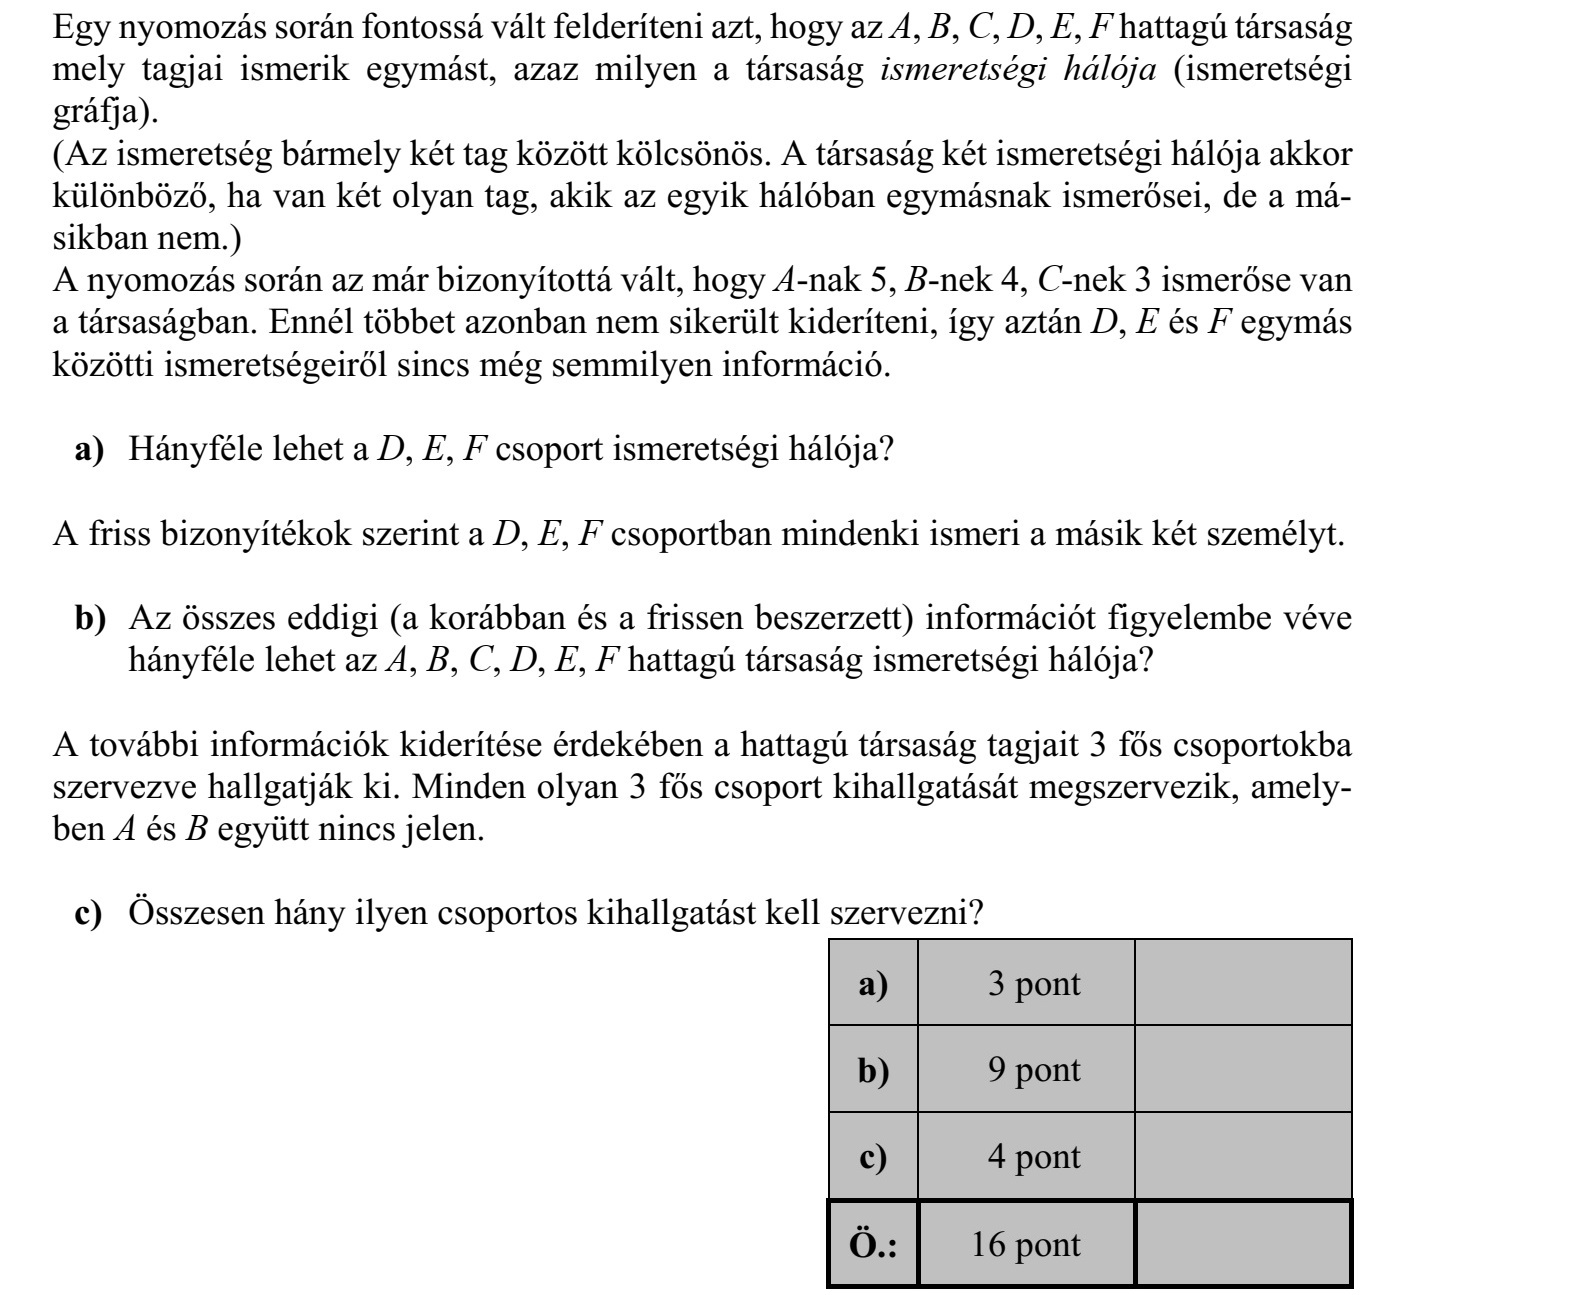 Egy nyomozás során fontossá vált felderíteni azt, hogy az A, B, C, D, E, F hattagú társaság
mely tagjai ismerik egymást, azaz milyen a társaság ismeretségi hálója (ismeretségi
gráfja).
(Az ismeretség bármely két tag között kölcsönös. A társaság két ismeretségi hálója akkor
különböző, ha van két olyan tag, akik az egyik hálóban egymásnak ismerősei, de a má-
sikban nem.)
A nyomozás során az már bizonyítottá vált, hogy A-nak 5, B-nek 4, C-nek 3 ismerőse van
a társaságban. Ennél többet azonban nem sikerült kideríteni, így aztán D, E és F egymás
közötti ismeretségeiről sincs még semmilyen információ.
a) Hányféle lehet a D, E, F csoport ismeretségi hálója?
A friss bizonyítékok szerint a D, E, F csoportban mindenki ismeri a másik két személyt.
b) Az összes eddigi (a korábban és a frissen beszerzett) információt figyelembe véve
hányféle lehet az A, B, C, D, E, F hattagú társaság ismeretségi hálója?
A további információk kiderítése érdekében a hattagú társaság tagjait 3 fős csoportokba
szervezve hallgatják ki. Minden olyan 3 fős csoport kihallgatását megszervezik, amely-
ben A és B együtt nincs jelen.
c) Összesen hány ilyen csoportos kihallgatást kell szervezni?
a) 3 pont
b) 9 pont
c) 4 pont
Ö.: 16 pont